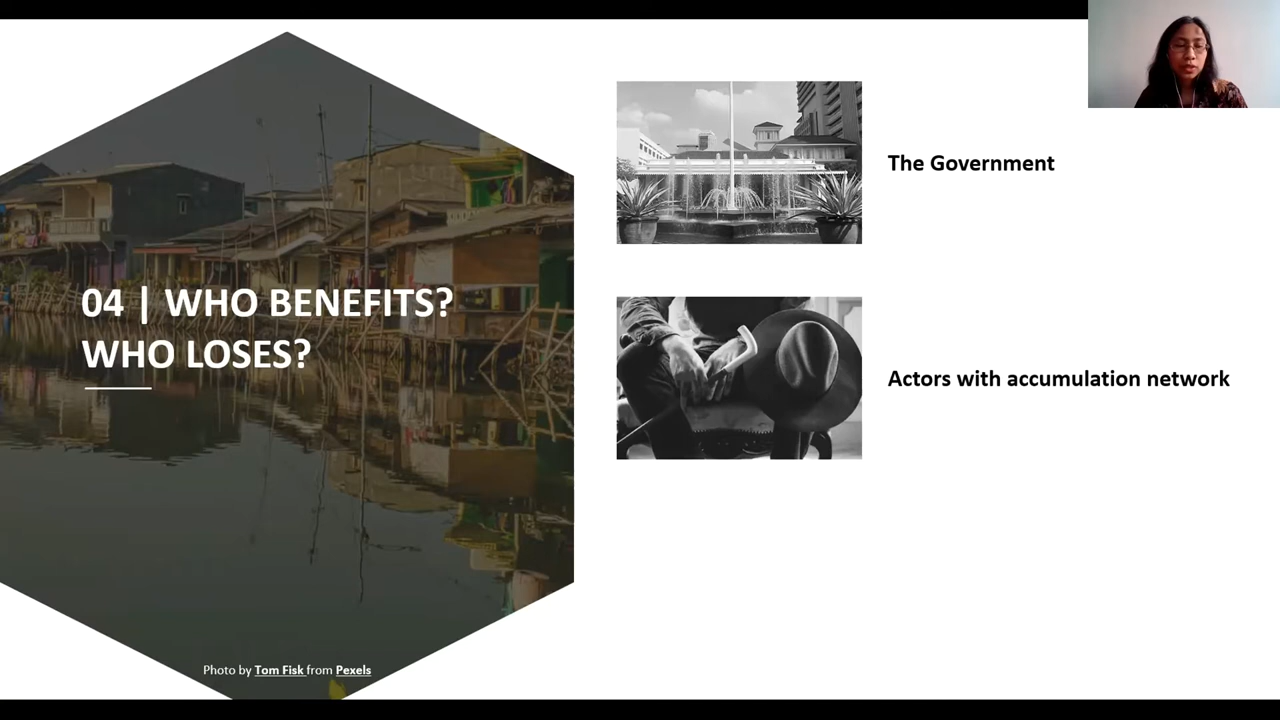 04 | WHO BENEFITS?
WHO LOSES?
Photo by Tom Fisk from Pexels
The Government
Actors with accumulation network